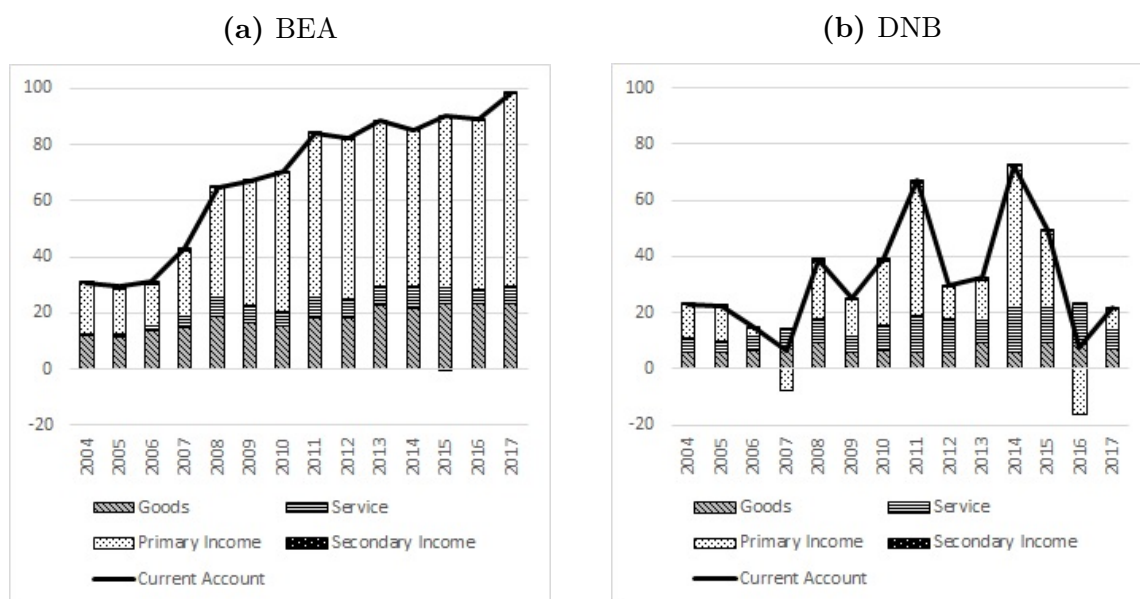 (a) BEA
100
80
60
40
20
0
-20
2004 2005 2006 2007 2008 2009 2010 2011 2012 2013 2014 2015 2016 2017
Goods Service
Primary Income Secondary Income
Current Account
(b) DNB
100
80
60
40
20
0
-20
2004 2005 2006 2007 2008 2009 2010 2011 2012 2013 2014 2015 2016 2017
Goods Service
Primary Income Secondary Income
Current Account